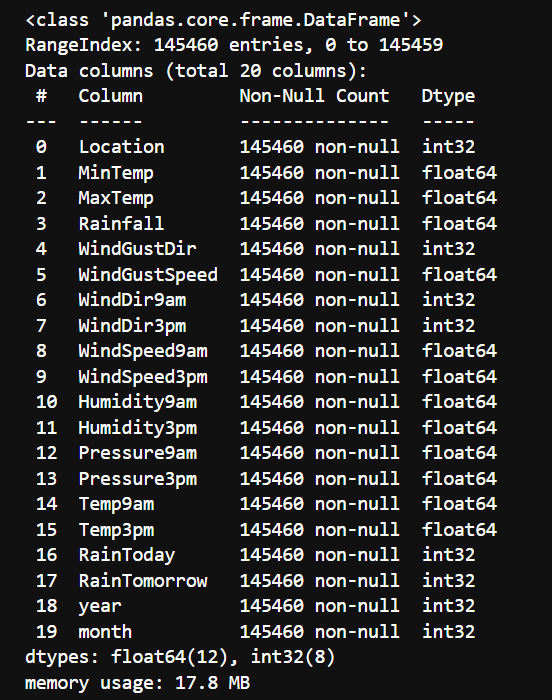 <class 'pandas.core.frame.DataFrame'>
RangeIndex: 145460 entries, 0 to 145459
Data columns (total 20 columns):
 #   Column         Non-Null Count   Dtype
---  ------         --------------   -----
 0   Location       145460 non-null  int32
 1   MinTemp        145460 non-null  float64
 2   MaxTemp        145460 non-null  float64
 3   Rainfall       145460 non-null  float64
 4   WindGustDir    145460 non-null  int32
 5   WindGustSpeed  145460 non-null  float64
 6   WindDir9am     145460 non-null  int32
 7   WindDir3pm     145460 non-null  int32
 8   WindSpeed9am   145460 non-null  float64
 9   WindSpeed3pm   145460 non-null  float64
 10  Humidity9am    145460 non-null  float64
 11  Humidity3pm    145460 non-null  float64
 12  Pressure9am    145460 non-null  float64
 13  Pressure3pm    145460 non-null  float64
 14  Temp9am        145460 non-null  float64
 15  Temp3pm        145460 non-null  float64
 16  RainToday      145460 non-null  int32
 17  RainTomorrow   145460 non-null  int32
 18  year           145460 non-null  int32
 19  month          145460 non-null  int32
dtypes: float64(12), int32(8)
memory usage: 17.8 MB